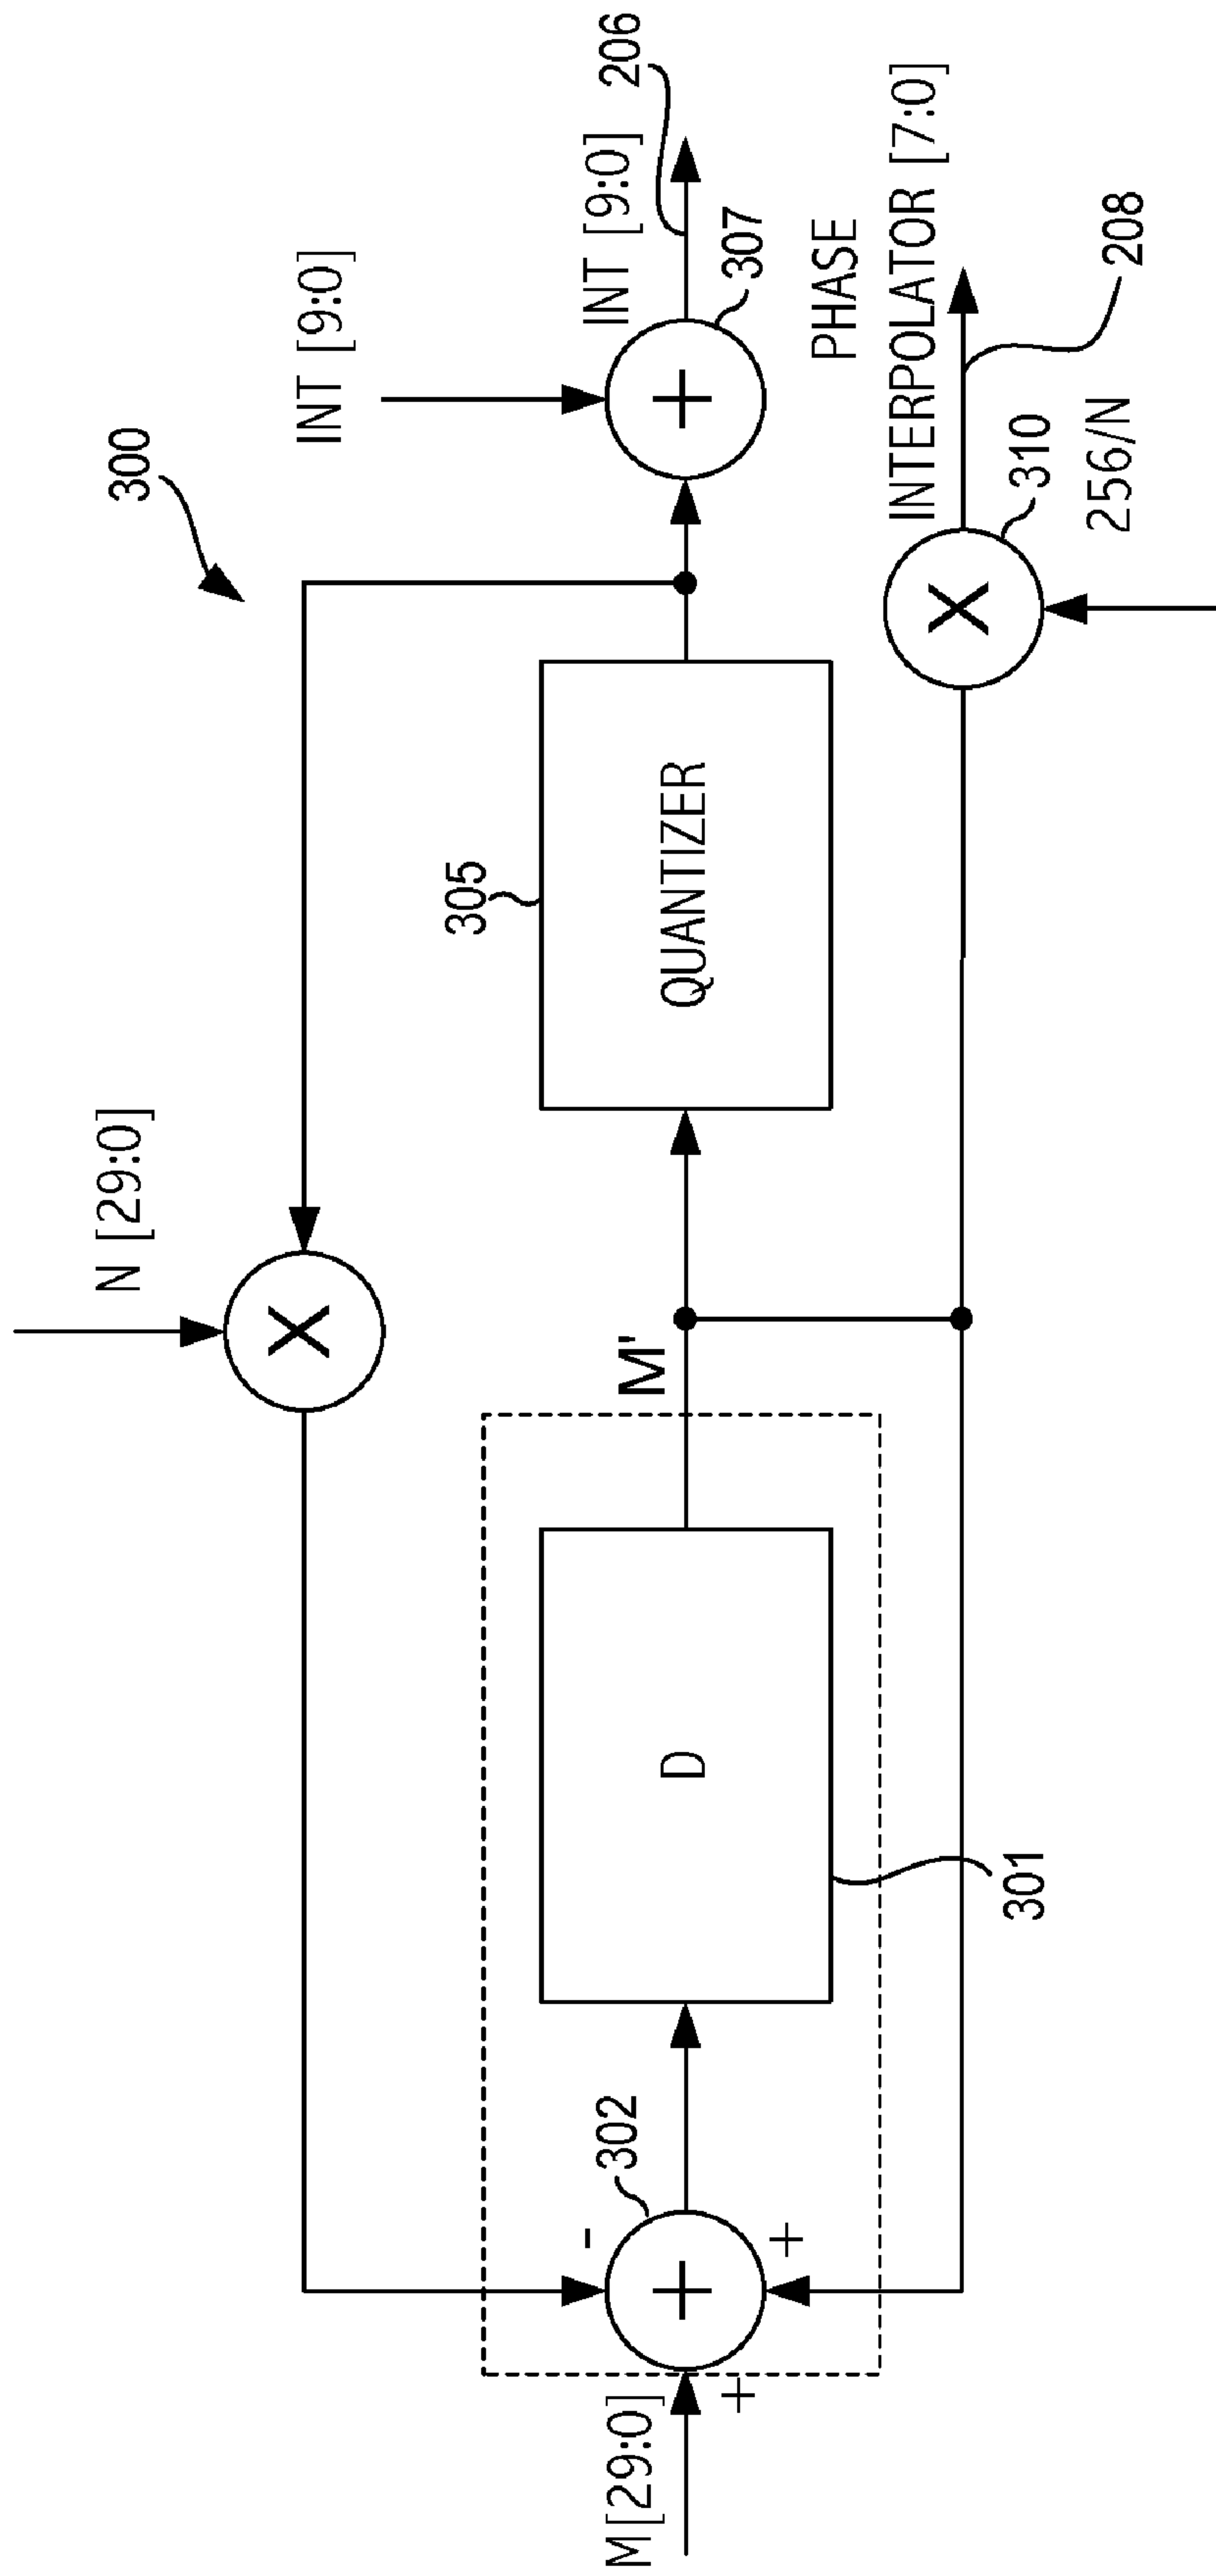 300
N [29:0]
INT [9:0]
305
INT [9:0]
206
M'
-
302
M[29:0]
+
+
D
QUANTIZER
+
307
X
+
+
301
X
PHASE
INTERPOLATOR [7:0]
310
256/N
208